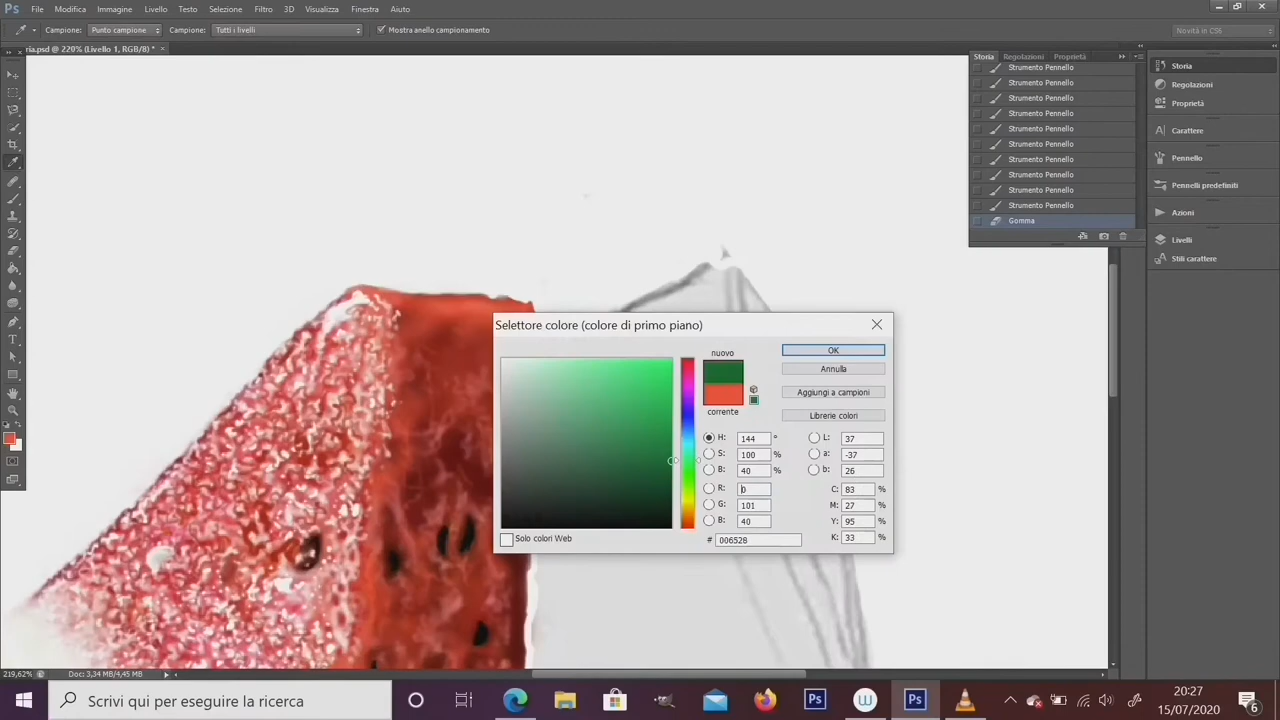 Ps File Modifica Immagine Livello Testo Selezione Filtro 3D Visualizza Finestra Aiuto
Campione: Punto campione Campione: Tutti i livelli Mostra anello campionamento Novità in CS6
ria.psd @ 220% (Livello 1, RGB/8) * ×
Storia Regolazioni Proprietà
Strumento Pennello
Strumento Pennello
Strumento Pennello
Strumento Pennello
Strumento Pennello
Strumento Pennello
Strumento Pennello
Strumento Pennello
Strumento Pennello
Strumento Pennello
Gomma
Storia
Regolazioni
Proprietà
Carattere
Pennello
Pennelli predefiniti
Azioni
Livelli
Stili carattere
Selettore colore (colore di primo piano)
nuovo
corrente
OK
Annulla
Aggiungi a campioni
Librerie colori
H: 144 ° L: 37
S: 100 % a: -37
B: 40 % b: 26
R: 0 C: 83 %
G: 101 M: 27 %
B: 40 Y: 95 %
# 006528 K: 33 %
Solo colori Web
219,62% Doc: 3,34 MB/4,45 MB
Scrivi qui per eseguire la ricerca
Ps
W
Ps
20:27
15/07/2020
6